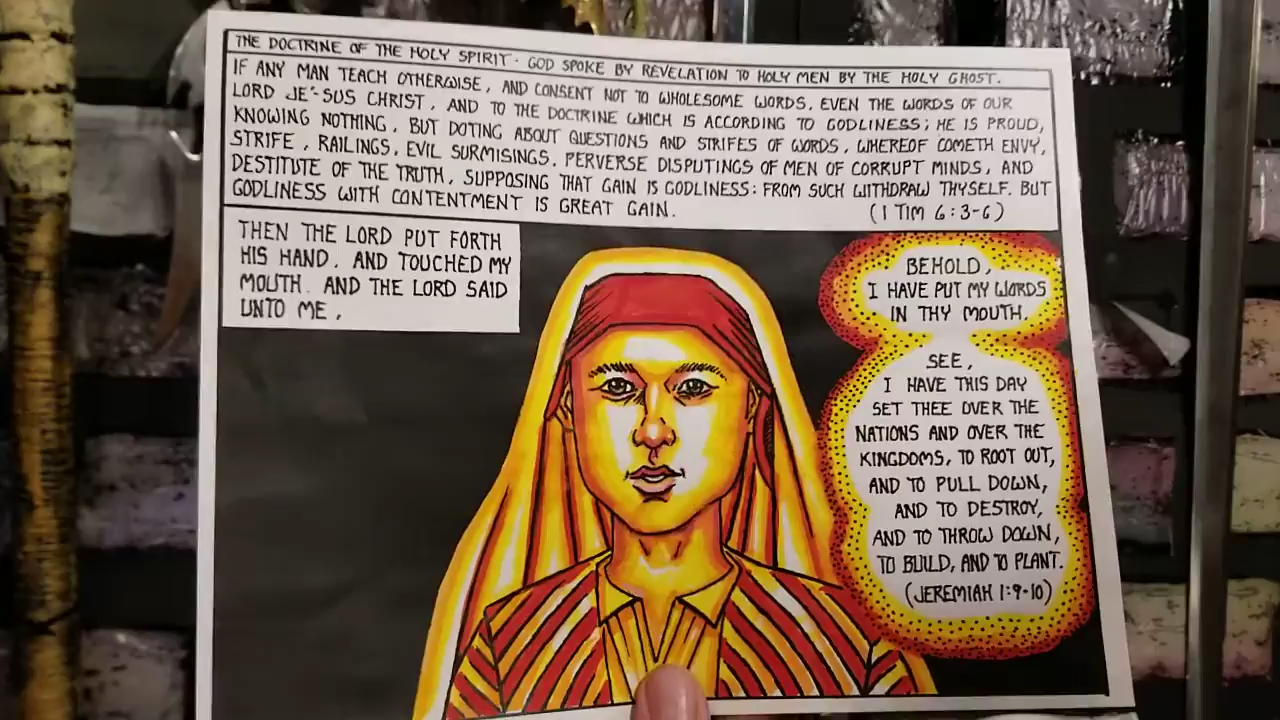 THE DOCTRINE OF THE HOLY SPIRIT. GOD SPOKE BY REVELATION TO HOLY MEN BY THE HOLY GHOST.
IF ANY MAN TEACH OTHERWISE, AND CONSENT NOT TO WHOLESOME WORDS, EVEN THE WORDS OF OUR
LORD JE'-SUS CHRIST, AND TO THE DOCTRINE WHICH IS ACCORDING TO GODLINESS; HE IS PROUD,
KNOWING NOTHING, BUT DOTING ABOUT QUESTIONS AND STRIFES OF WORDS, WHEREOF COMETH ENVY,
STRIFE, RAILINGS, EVIL SURMISINGS, PERVERSE DISPUTINGS OF MEN OF CORRUPT MINDS, AND
DESTITUTE OF THE TRUTH, SUPPOSING THAT GAIN IS GODLINESS: FROM SUCH WITHDRAW THYSELF. BUT
GODLINESS WITH CONTENTMENT IS GREAT GAIN. (1 TIM 6:3-6)
THEN THE LORD PUT FORTH
HIS HAND, AND TOUCHED MY
MOUTH. AND THE LORD SAID
UNTO ME,
BEHOLD,
I HAVE PUT MY WORDS
IN THY MOUTH.
SEE,
I HAVE THIS DAY
SET THEE OVER THE
NATIONS AND OVER THE
KINGDOMS, TO ROOT OUT,
AND TO PULL DOWN,
AND TO DESTROY,
AND TO THROW DOWN,
TO BUILD, AND TO PLANT.
(JEREMIAH 1:9-10)